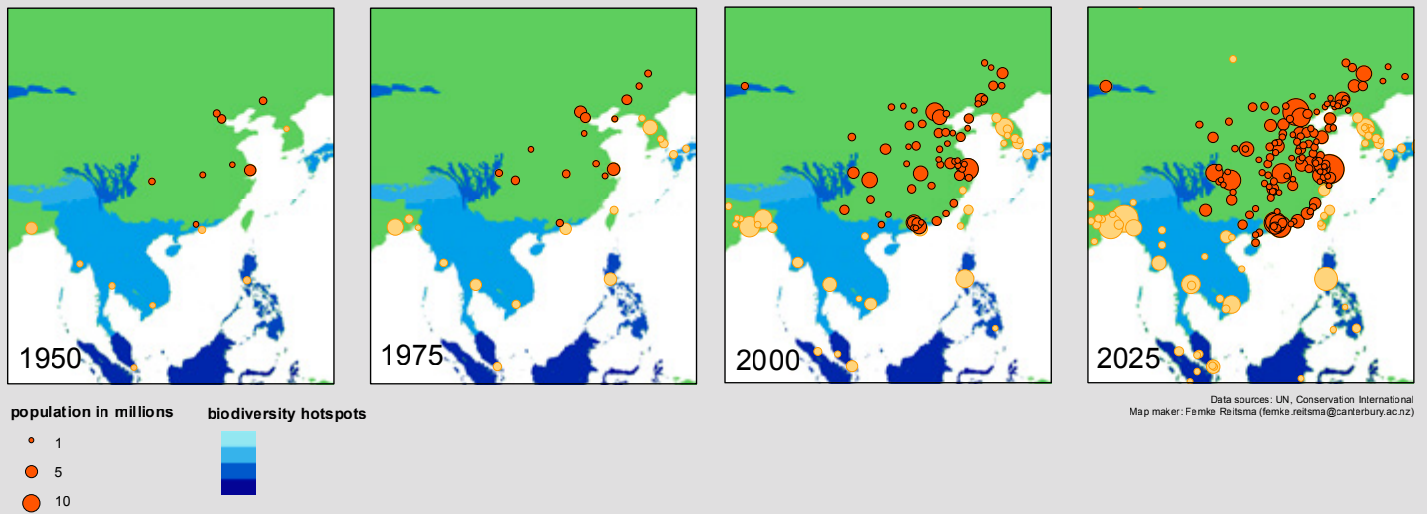 1950
1975
2000
2025
Data sources: UN, Conservation International
Map maker: Femke Reitsma (femke.reitsma@canterbury.ac.nz)
population in millions
biodiversity hotspots
1
5
10